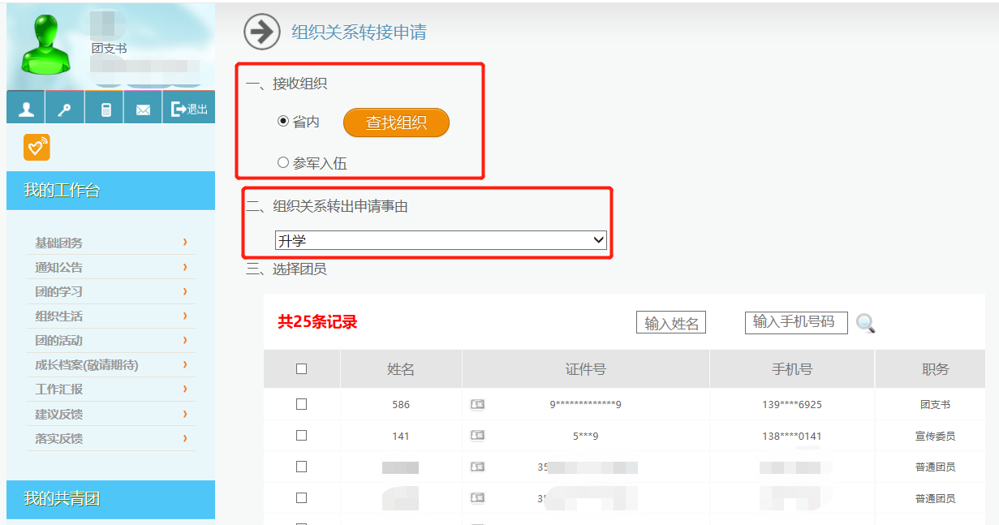 团支书
退出
我的工作台
基础团务
通知公告
团的学习
组织生活
团的活动
成长档案(敬请期待)
工作汇报
建议反馈
落实反馈
我的共青团
组织关系转接申请
一、接收组织
省内 查找组织
参军入伍
二、组织关系转出申请事由
升学
三、选择团员
共25条记录 输入姓名 输入手机号码
姓名 证件号 手机号 职务
586 9*************9 139****6925 团支书
141 5***9 138****0141 宣传委员
35 普通团员
35 普通团员